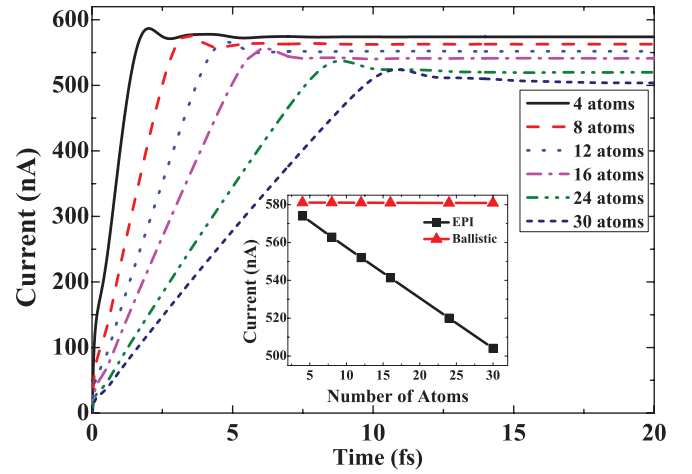 600
500
400
300
200
100
0
Current (nA)
0
5
10
15
20
Time (fs)
4 atoms
8 atoms
12 atoms
16 atoms
24 atoms
30 atoms
580
560
540
520
500
Current (nA)
EPI
Ballistic
5
10
15
20
25
30
Number of Atoms